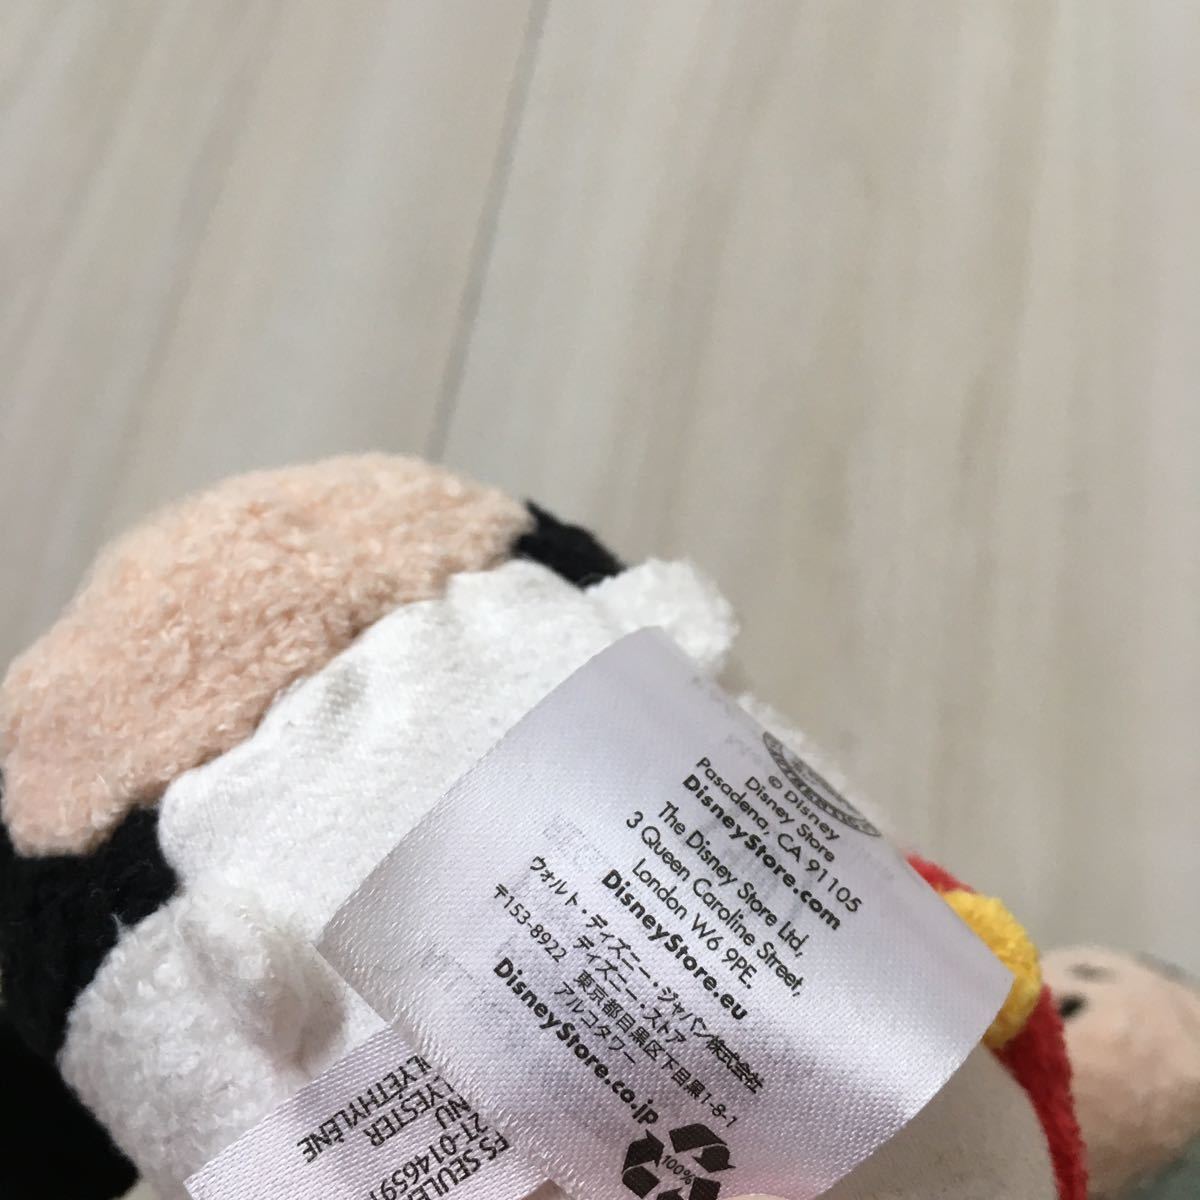 © Disney
Disney Store
Pasadena, CA 91105
DisneyStore.com
The Disney Store Ltd,
3 Queen Caroline Street,
London W6 9PE.
DisneyStore.eu
ウォルト・ディズニー・ジャパン株式会社
ディズニー・ストア
〒153-8922 東京都目黒区下目黒1-8-1
アルコタワー
DisneyStore.co.jp
100%